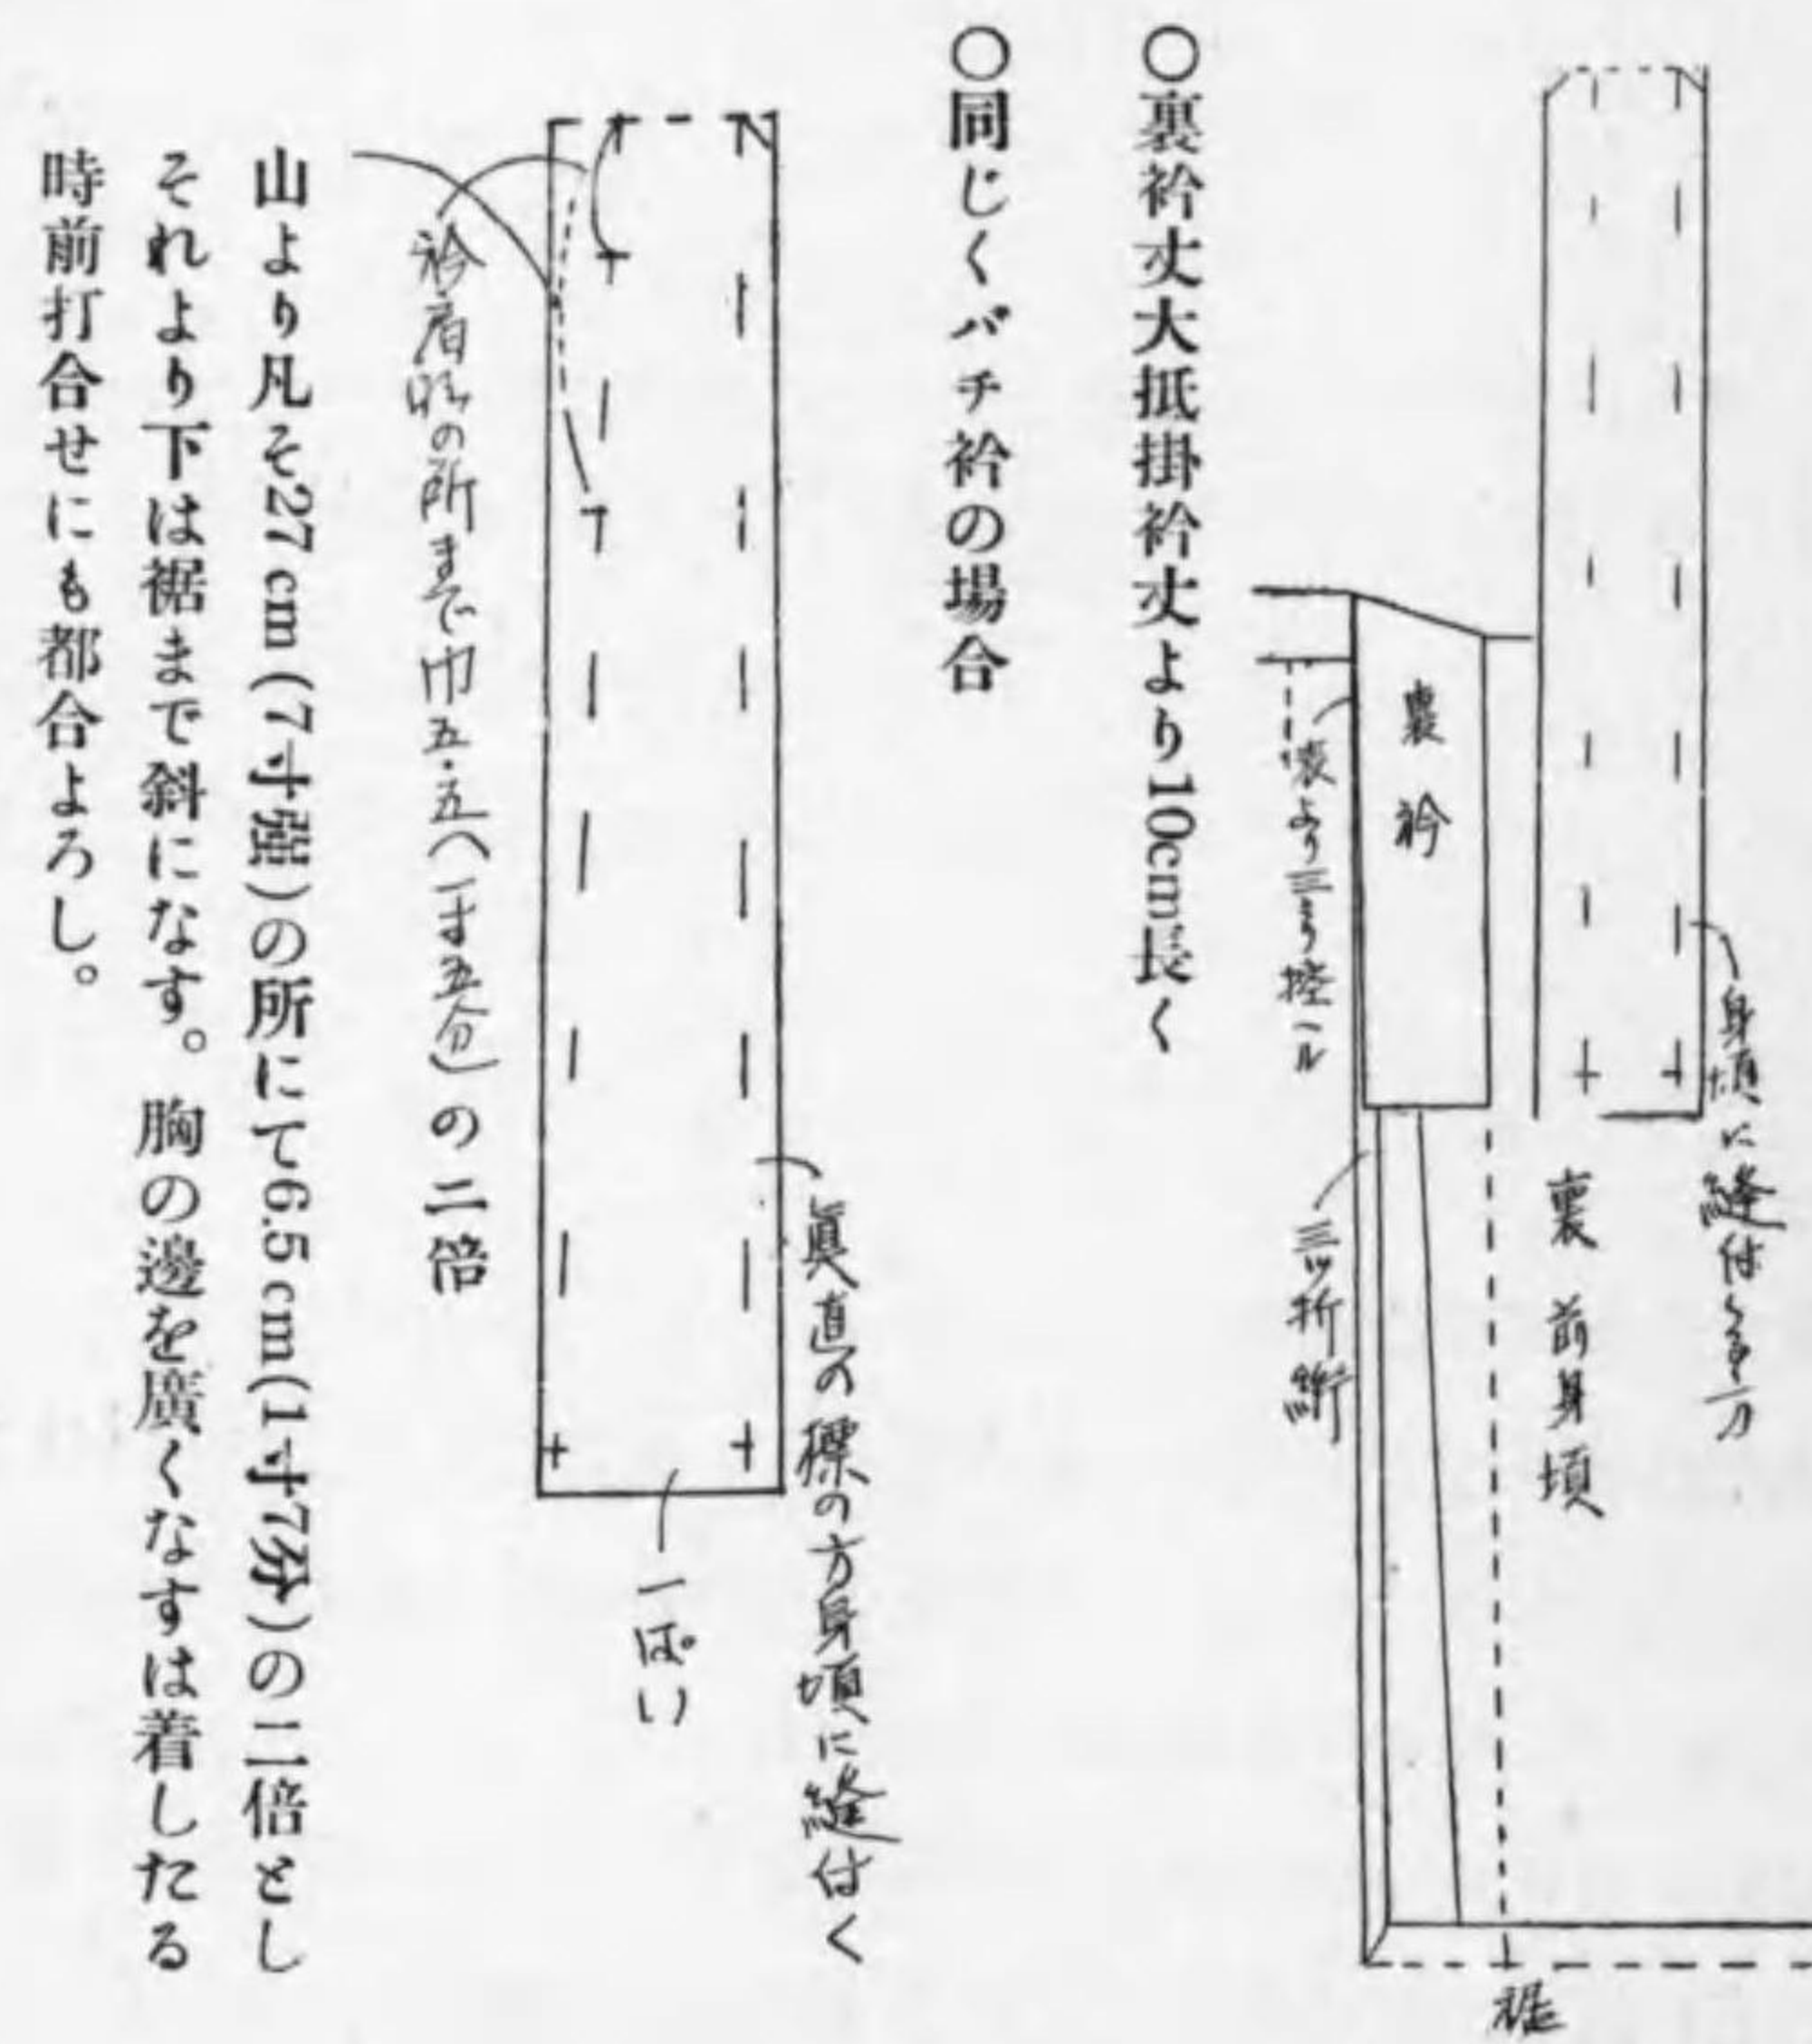 身頃に縫付くる方
裏前身頃
裾
裏衿
表より三ミリ控へル
三ッ折絎
○裏衿丈大抵掛衿丈より10cm長く
○同じくバチ衿の場合
眞直の標の方身頃に縫付く
一ぱい
衿肩明の所まで巾五・五(一寸五分)の二倍
山より凡そ27cm(7寸强)の所にて6.5cm(1寸7分)の二倍とし
それより下は裾まで斜になす。胸の邊を廣くなすは着したる
時前打合せにも都合よろし。